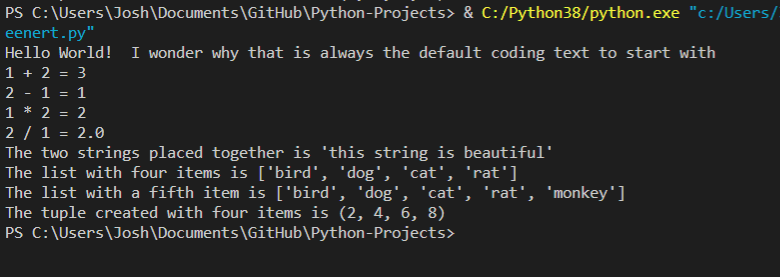 PS C:\Users\Josh\Documents\GitHub\Python-Projects> & C:/Python38/python.exe "c:/Users/
eenert.py"
Hello World!  I wonder why that is always the default coding text to start with
1 + 2 = 3
2 - 1 = 1
1 * 2 = 2
2 / 1 = 2.0
The two strings placed together is 'this string is beautiful'
The list with four items is ['bird', 'dog', 'cat', 'rat']
The list with a fifth item is ['bird', 'dog', 'cat', 'rat', 'monkey']
The tuple created with four items is (2, 4, 6, 8)
PS C:\Users\Josh\Documents\GitHub\Python-Projects>